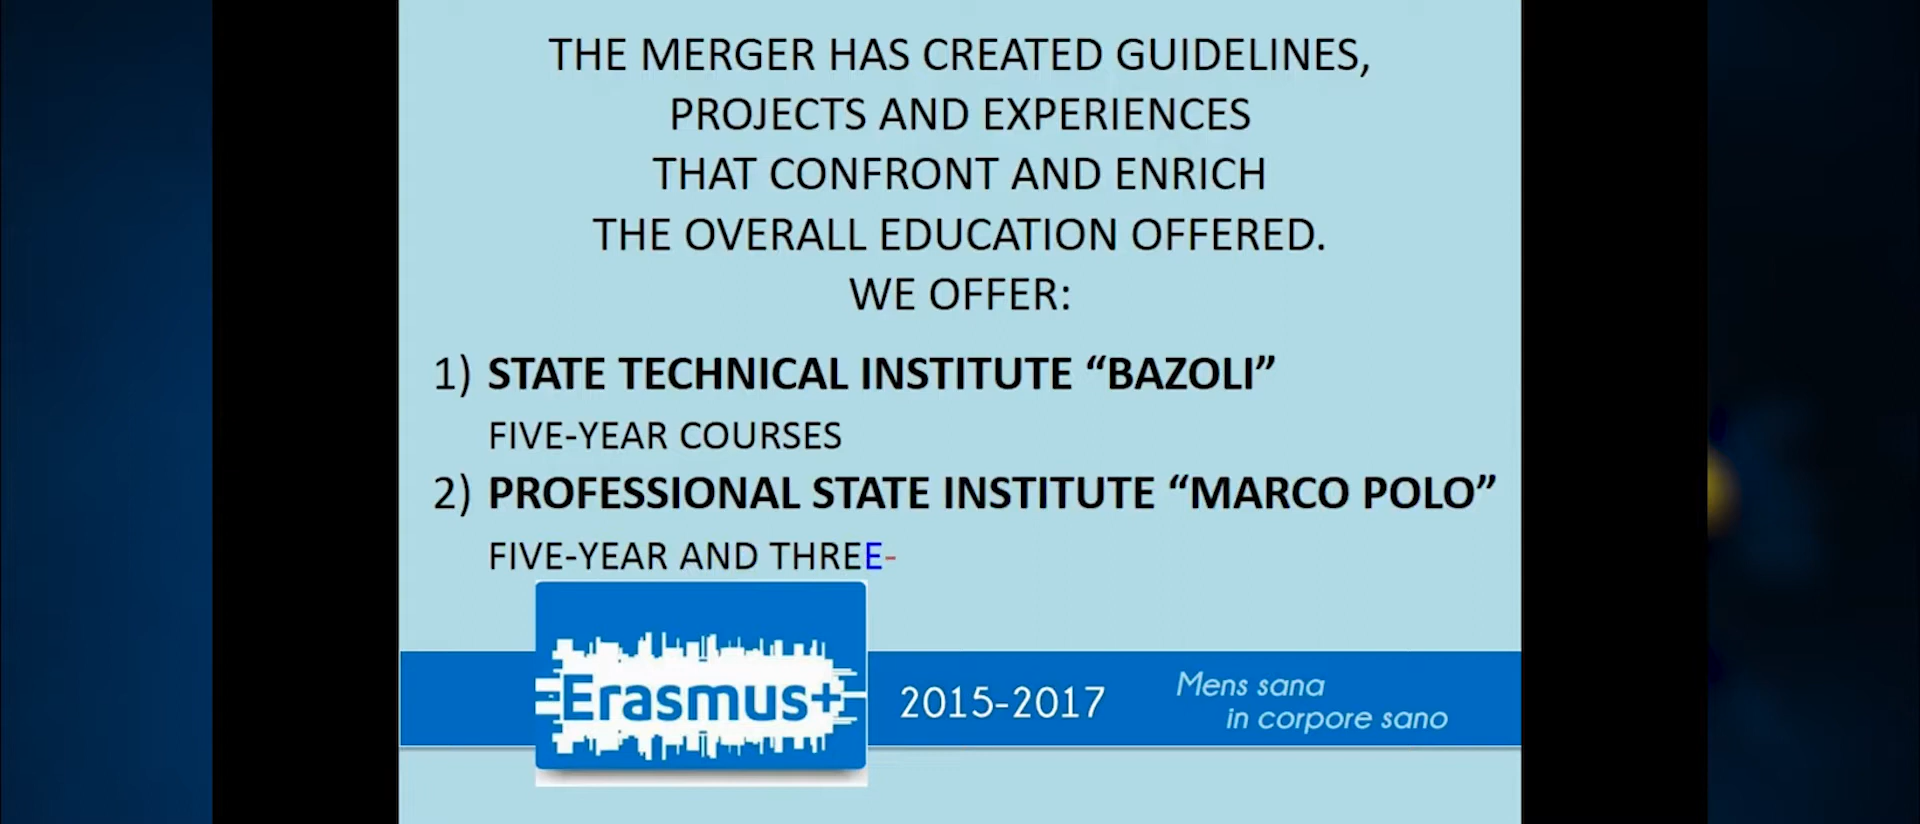 THE MERGER HAS CREATED GUIDELINES,
PROJECTS AND EXPERIENCES
THAT CONFRONT AND ENRICH
THE OVERALL EDUCATION OFFERED.
WE OFFER:
1) STATE TECHNICAL INSTITUTE “BAZOLI”
FIVE-YEAR COURSES
2) PROFESSIONAL STATE INSTITUTE “MARCO POLO”
FIVE-YEAR AND THREE-
Erasmus+
2015-2017
Mens sana
in corpore sano